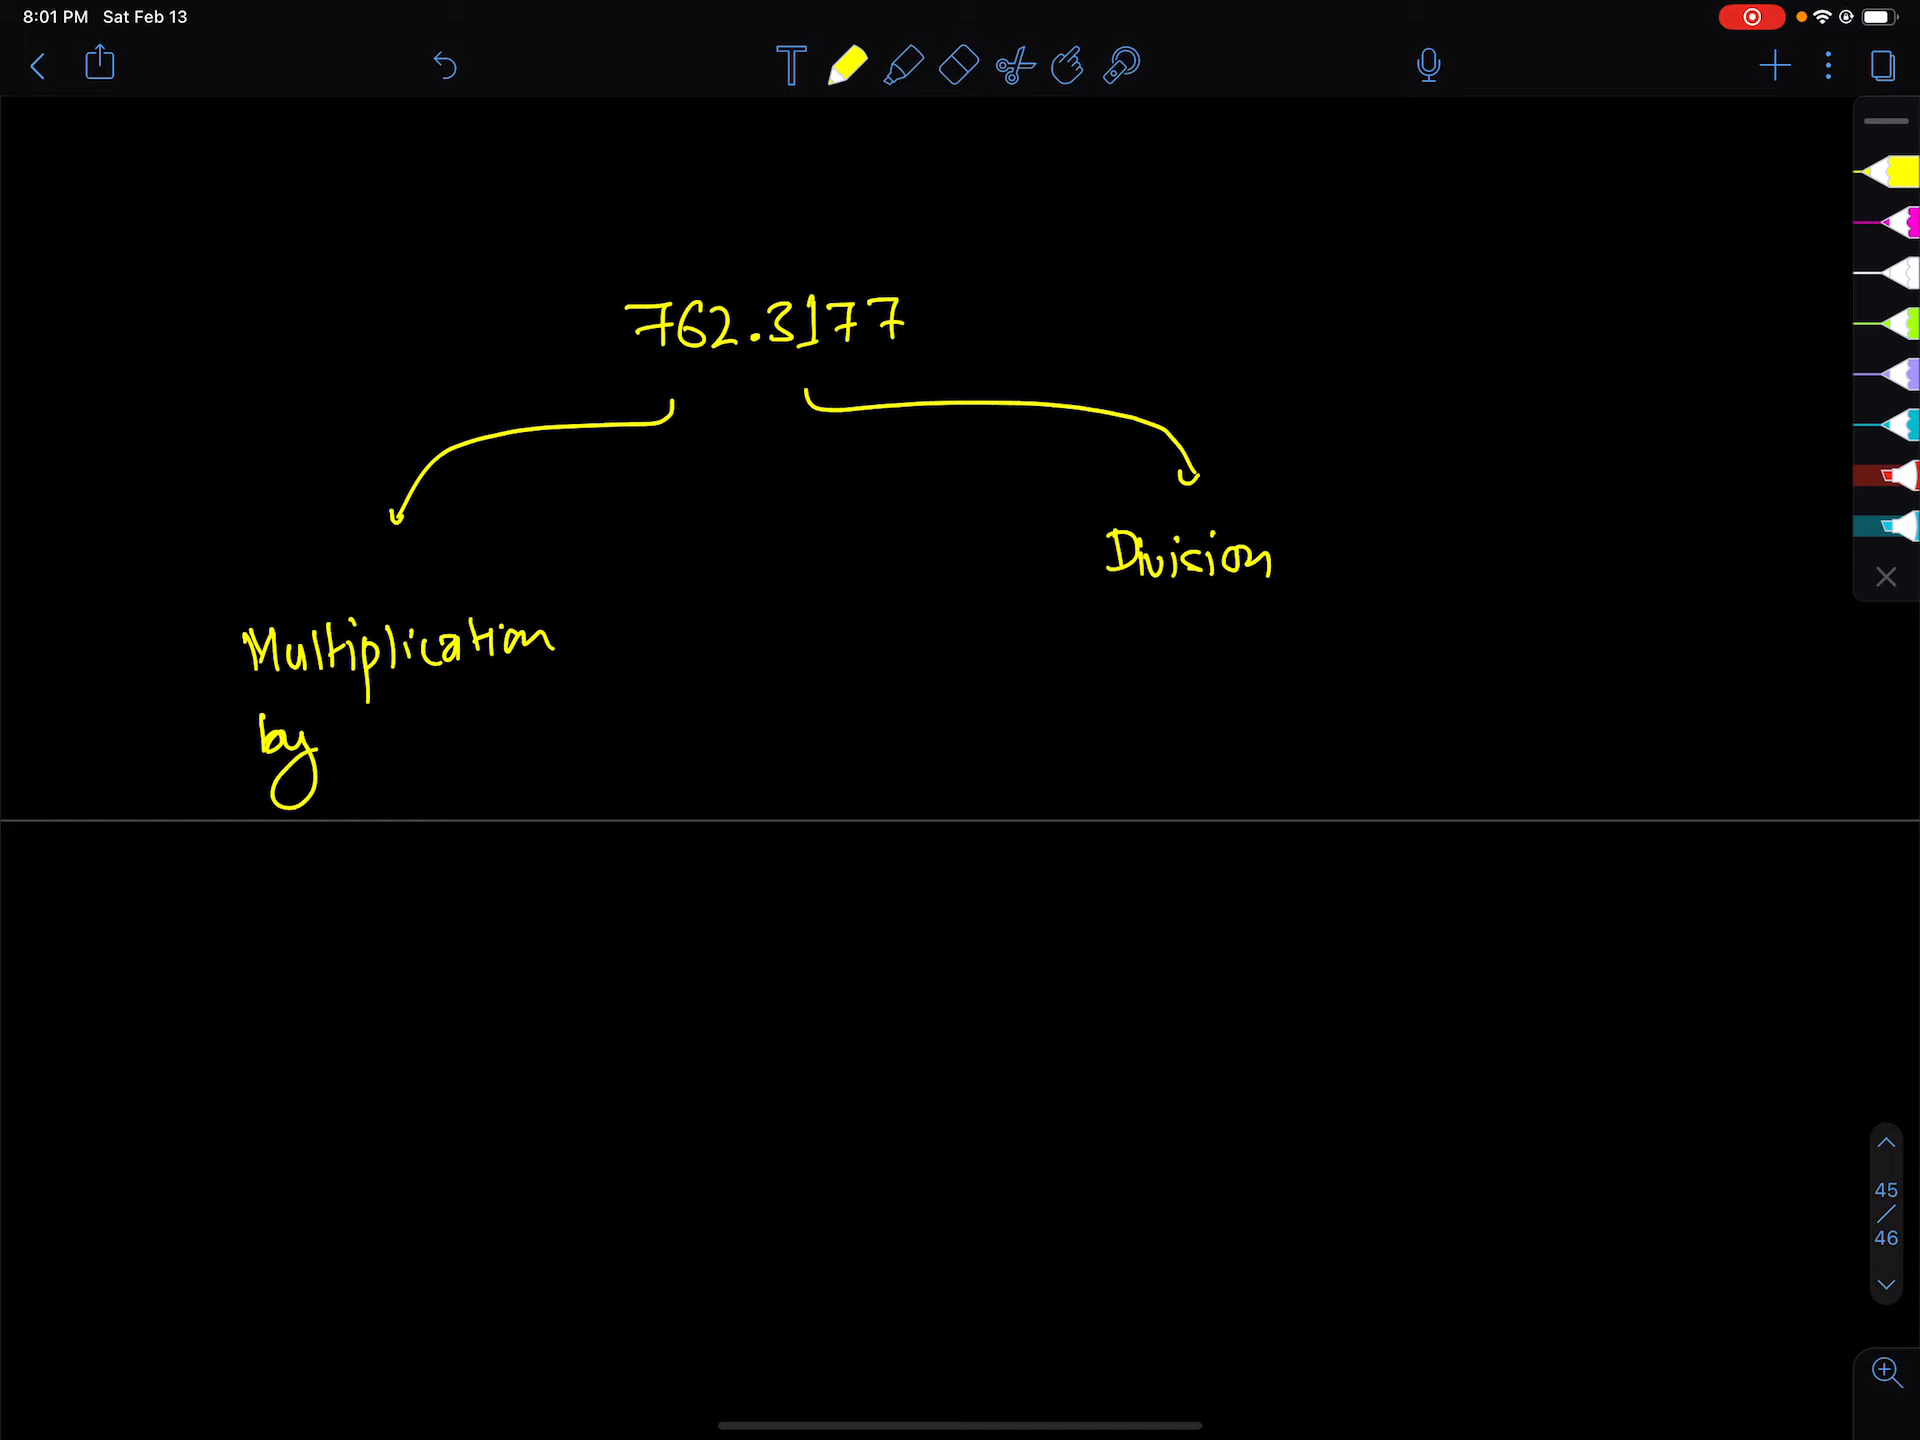 8:01 PM Sat Feb 13
T
762.3177
Division
Multiplication
by
45
/
46